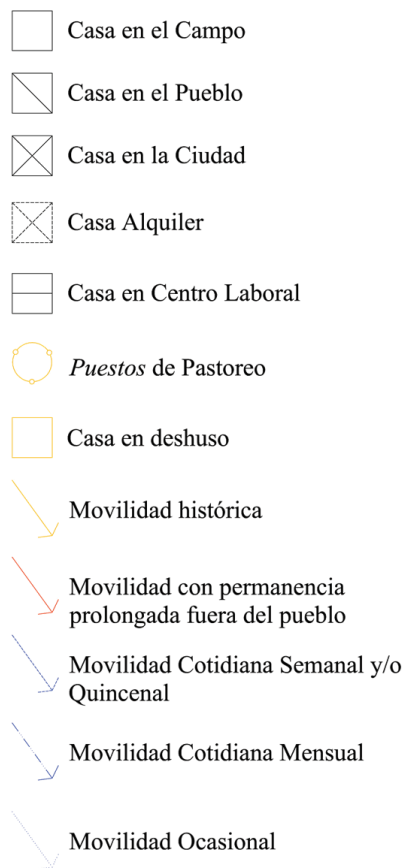 Casa en el Campo
Casa en el Pueblo
Casa en la Ciudad
Casa Alquiler
Casa en Centro Laboral
Puestos de Pastoreo
Casa en deshuso
Movilidad histórica
Movilidad con permanencia
prolongada fuera del pueblo
Movilidad Cotidiana Semanal y/o
Quincenal
Movilidad Cotidiana Mensual
Movilidad Ocasional